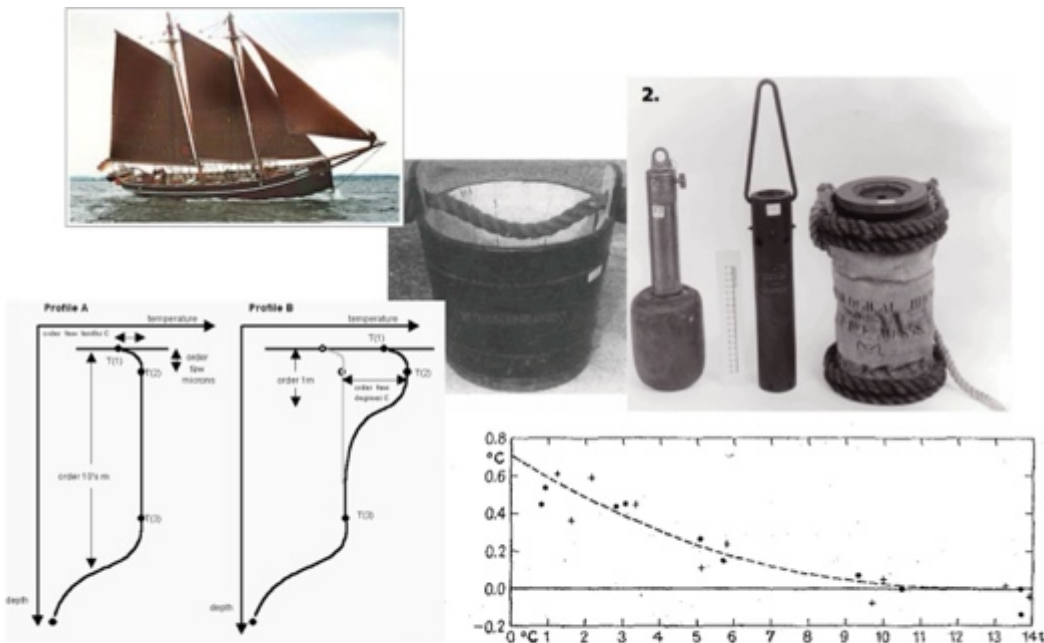 2.
Profile A
temperature
order few tenths C
T(1)
T(2)
order
few
microns
order 10's m
T(3)
depth
Profile B
temperature
T(1)
order 1m
T(2)
order few
degrees C
T(3)
depth
0.8
°C
0.6
0.4
0.2
0.0
-0.2
0 °C 1 2 3 4 5 6 7 8 9 10 11 12 13 14